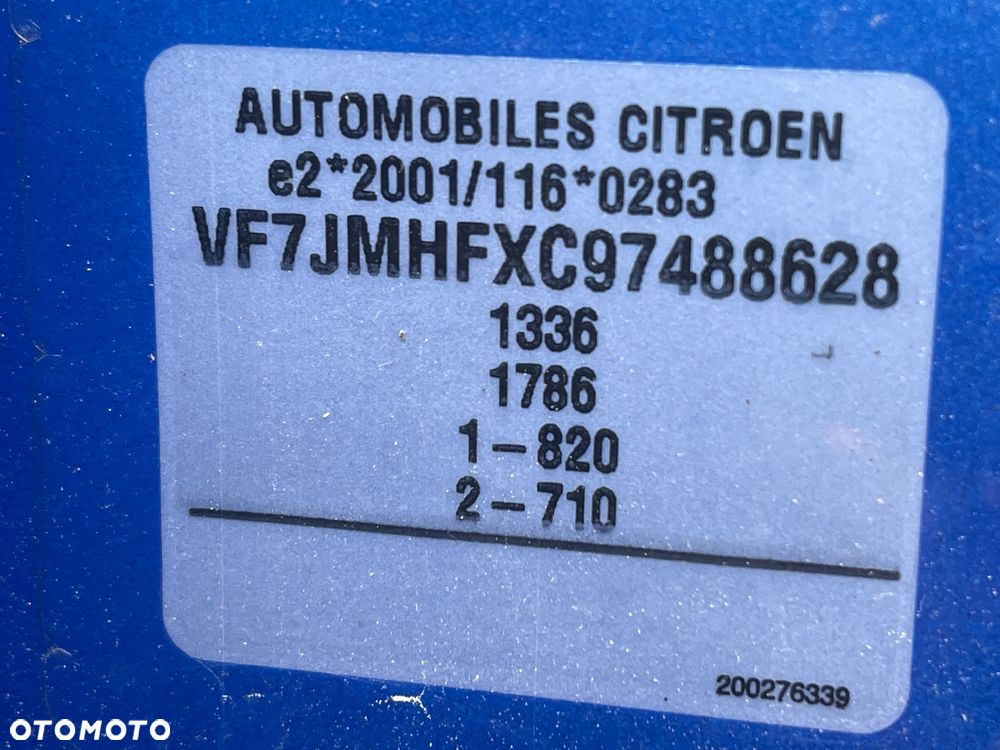 AUTOMOBILES CITROEN
e2*2001/116*0283
VF7JMHFXC97488628
1336
1786
1-820
2-710
200276339
OTOMOTO